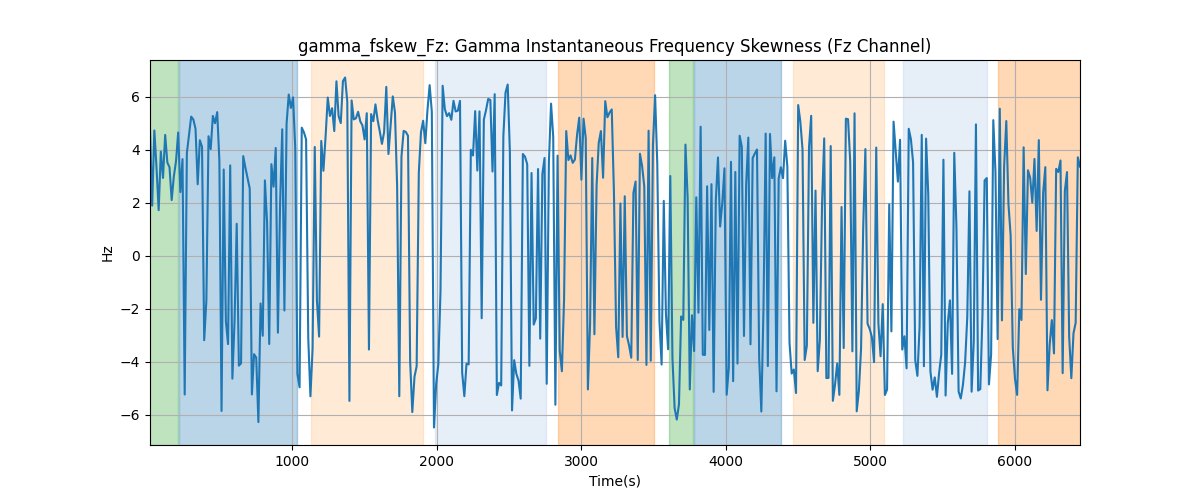 gamma_fskew_Fz: Gamma Instantaneous Frequency Skewness (Fz Channel)
Hz
6
4
2
0
−2
−4
−6
1000 2000 3000 4000 5000 6000
Time(s)